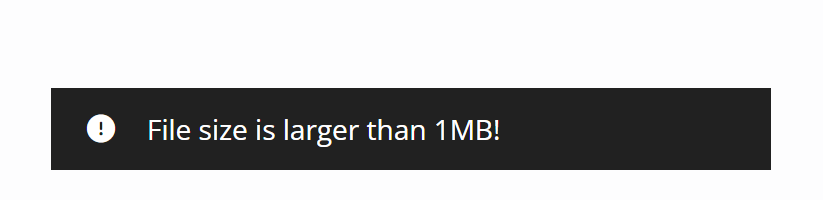 File size is larger than 1MB!